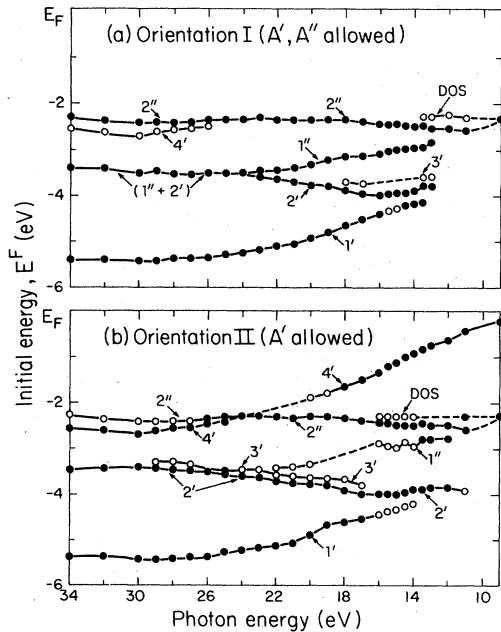 E_F
(a) Orientation I (A′, A″ allowed)
DOS
2″
2″
4′
1″
3′
(1″ + 2′)
2′
1′
-2
-4
-6
Initial energy, E^F (eV)
E_F
(b) Orientation II (A′ allowed)
4′
DOS
2″
4′
2″
3′
3′
1″
2′
2′
1′
-2
-4
-6
34 30 26 22 18 14 10
Photon energy (eV)